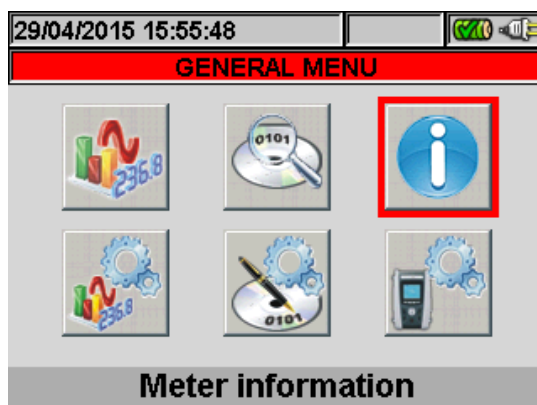 29/04/2015 15:55:48
GENERAL MENU
236.8
0101
236.8
0101
Meter information